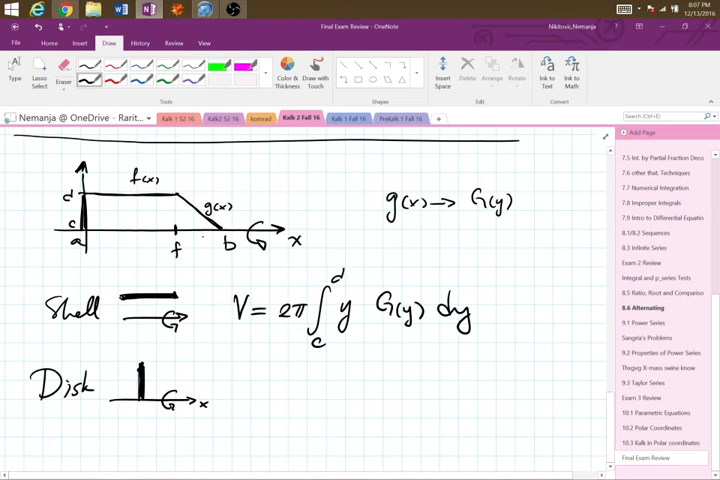 8:07 PM
12/13/2016
Final Exam Review - OneNote
Nikitovic,Nemanja
File Home Insert Draw History Review View
Type
Lasso Select
Eraser
Color & Thickness
Draw with Touch
Insert Space
Delete
Arrange
Rotate
Ink to Text
Ink to Math
Tools
Shapes
Edit
Convert
Nemanja @ OneDrive - Rarit...
Kalk 1 S2 16
Kalk2 S2 16
komrad
Kalk 2 Fall 16
Kalk 1 Fall 16
PreKalk 1 Fall 16
Search (Ctrl+E)
Add Page
7.5 Int. by Partial Fraction Deco
7.6 other that. Techniques
7.7 Numerical Integration
7.8 Improper Integrals
7.9 Intro to Differential Equatio
8.1/8.2 Sequences
8.3 Infinite Series
Exam 2 Review
Integral and p_series Tests
8.5 Ratio, Root and Compariso
8.6 Alternating
9.1 Power Series
Sangria's Problems
9.2 Properties of Power Series
Thxgvg X-mass swine know
9.3 Taylor Series
Exam 3 Review
10.1 Parametric Equations
10.2 Polar Coordinates
10.3 Kalk in Polar coordinates
Final Exam Review
f(x)
d
g(x)
c
a
f
b
x
g(x) → G(y)
Shell
V = 2π ∫_c^d y G(y) dy
Disk
x